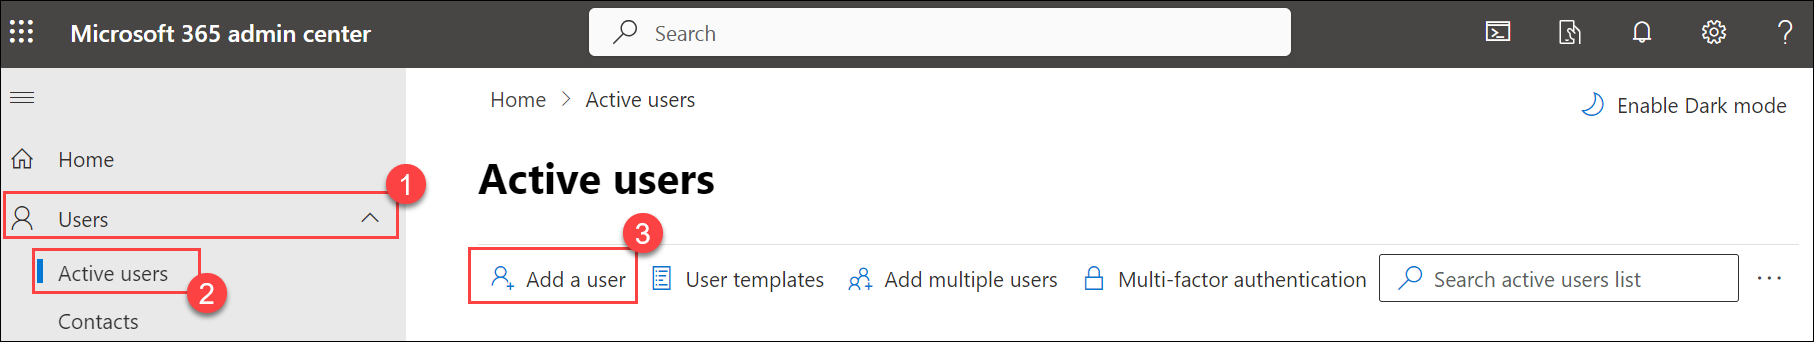 Microsoft 365 admin center
Search
Home > Active users
Enable Dark mode
Home
Active users
1
Users
3
Active users
2
Add a user
User templates
Add multiple users
Multi-factor authentication
Search active users list
Contacts